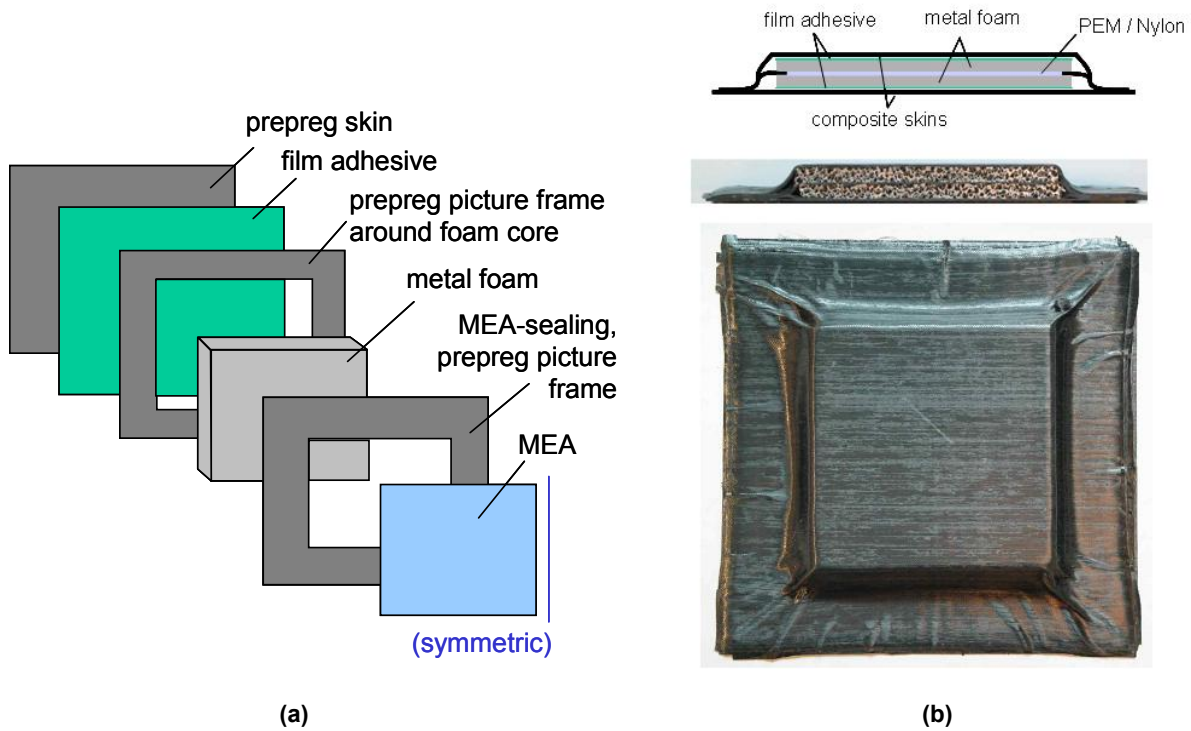 prepreg skin
film adhesive
prepreg picture frame
around foam core
metal foam
MEA-sealing,
prepreg picture
frame
MEA
(symmetric)
(a)
film adhesive
metal foam
PEM / Nylon
composite skins
(b)